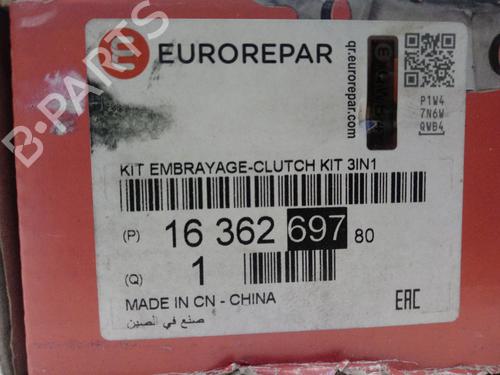 EUROREPAR
qr.eurorepar.com
P1W4
7N6W
QWB4
KIT EMBRAYAGE-CLUTCH KIT 3IN1
(P) 16 362 697 80
(Q) 1
MADE IN CN - CHINA
صنع في الصين
EAC
B-Parts